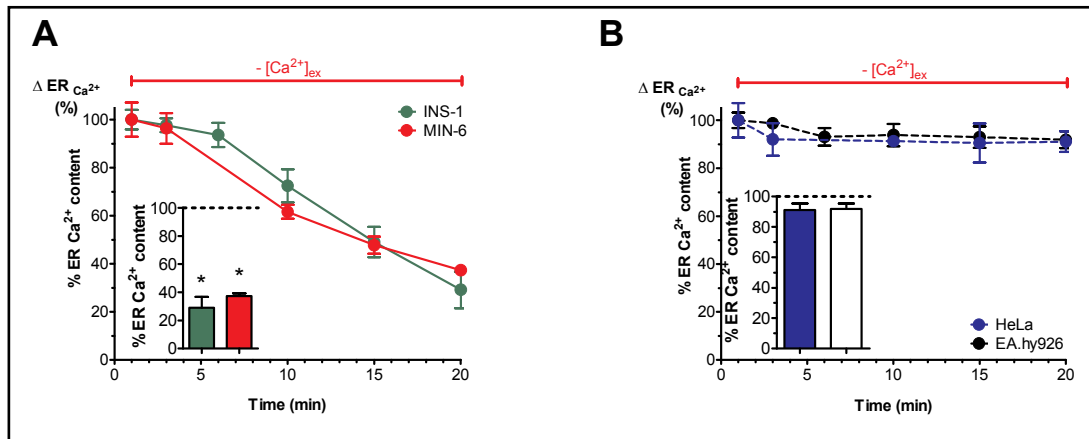 A
- [Ca²⁺]ex
Δ ER Ca²⁺
(%)
INS-1
MIN-6
% ER Ca²⁺ content
100
80
60
40
20
0
% ER Ca²⁺ content
100
80
60
40
20
0
* *
0 5 10 15 20
Time (min)
B
- [Ca²⁺]ex
Δ ER Ca²⁺
(%)
% ER Ca²⁺ content
100
80
60
40
20
0
% ER Ca²⁺ content
100
80
60
40
20
0
HeLa
EA.hy926
0 5 10 15 20
Time (min)